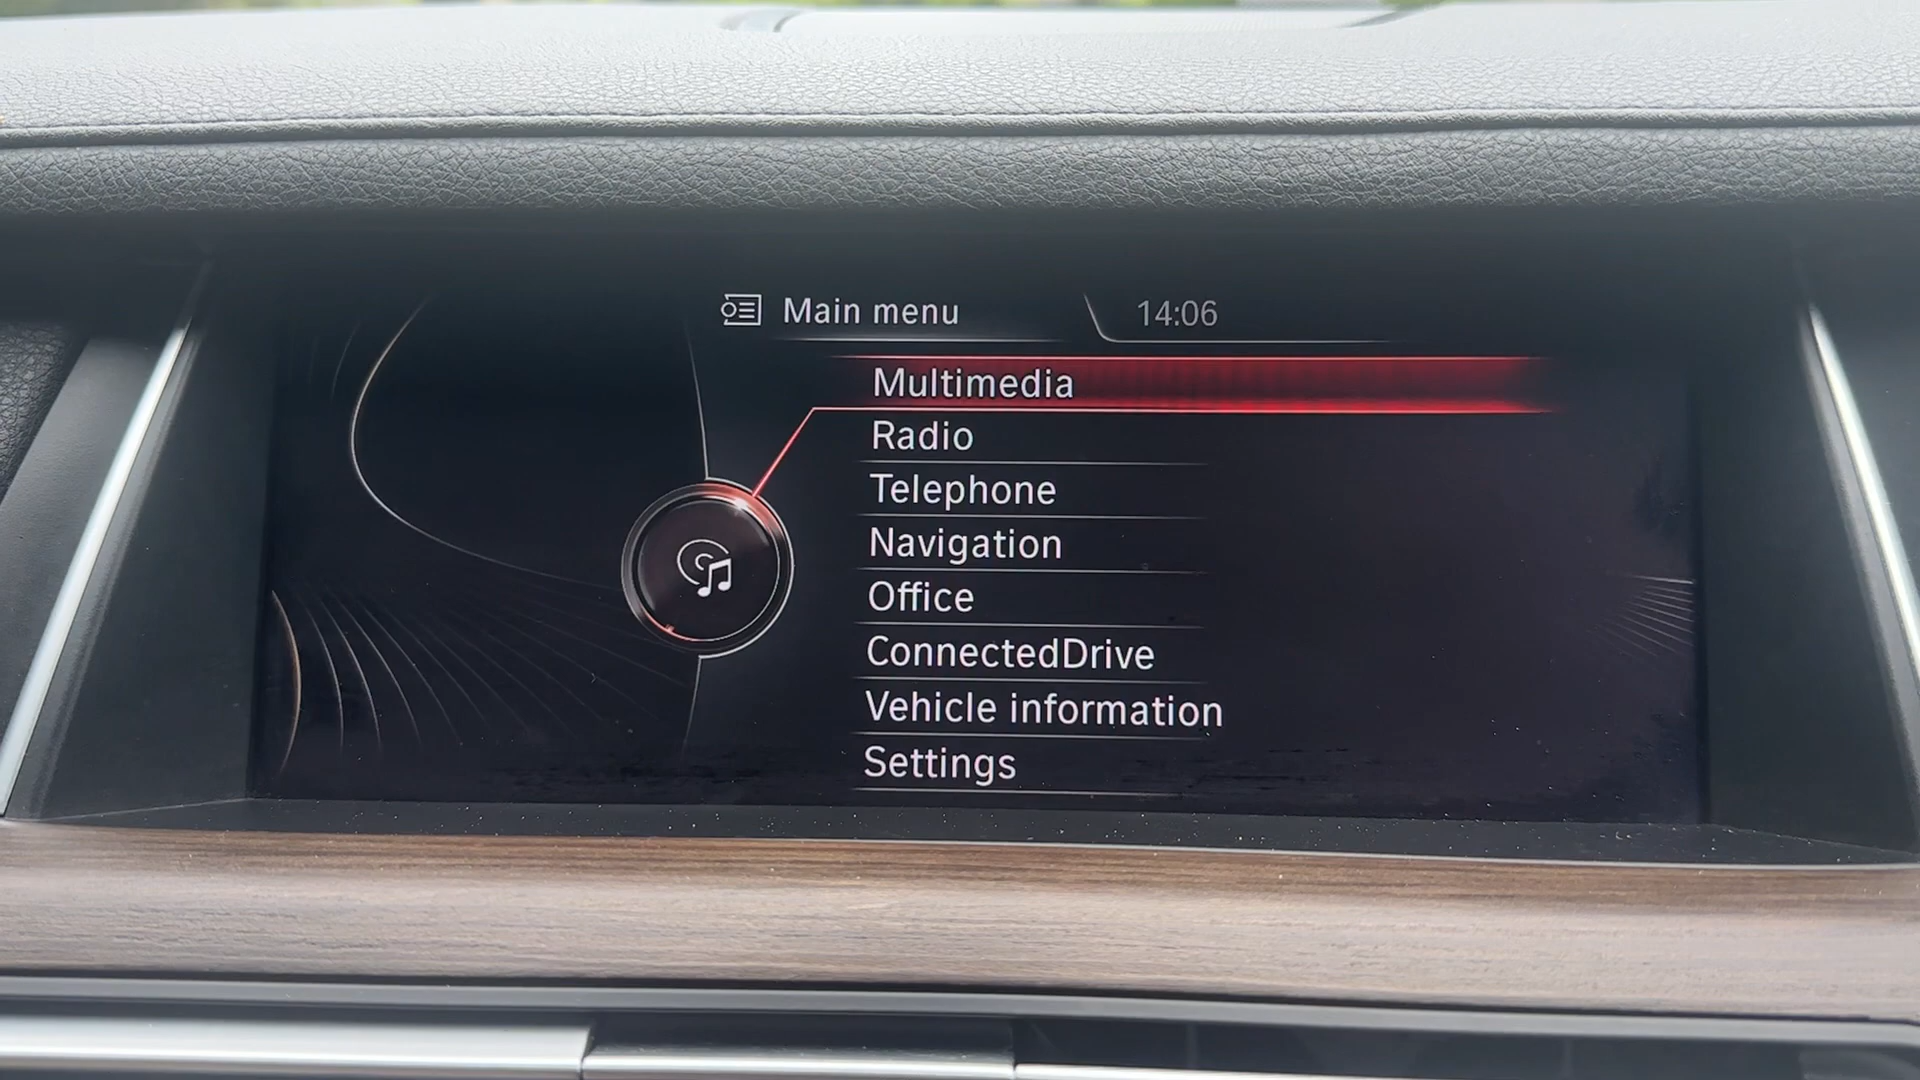 Main menu
14:06
Multimedia
Radio
Telephone
Navigation
Office
ConnectedDrive
Vehicle information
Settings